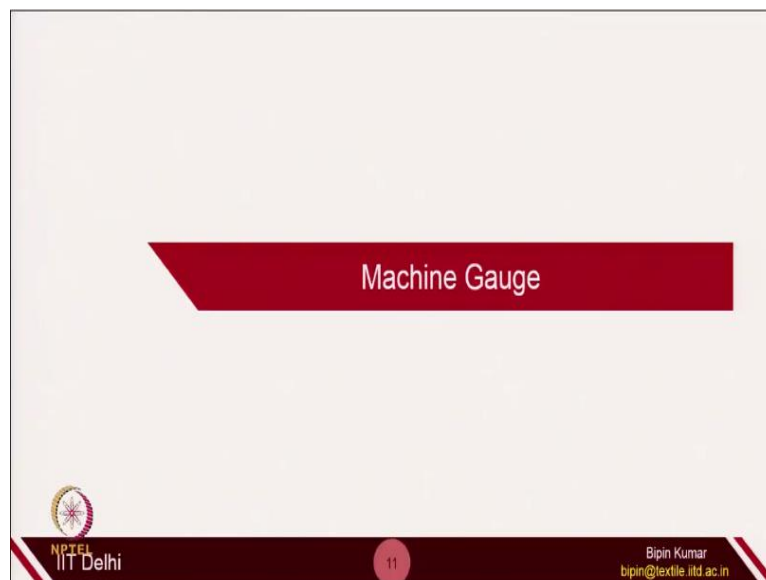 Machine Gauge
NPTEL
IIT Delhi
11
Bipin Kumar
bipin@textile.iitd.ac.in